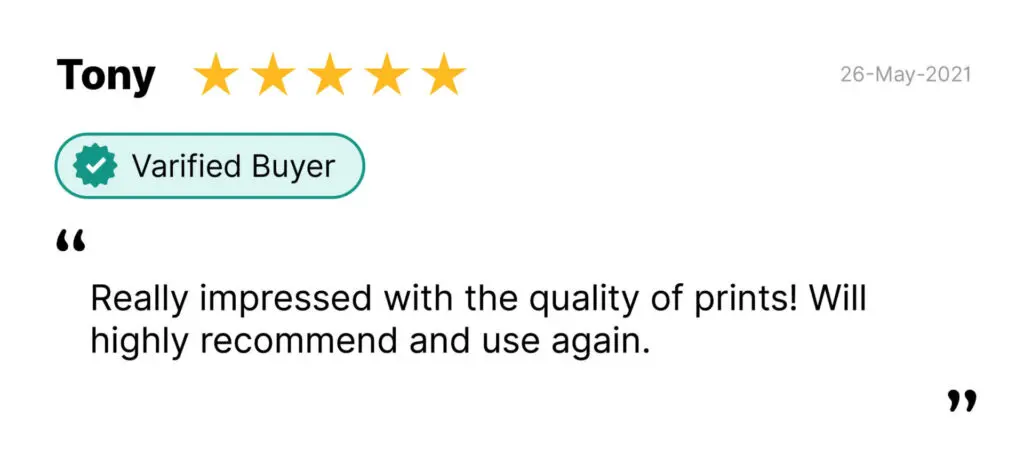 Tony
26-May-2021
Varified Buyer
“
Really impressed with the quality of prints! Will
highly recommend and use again.
”